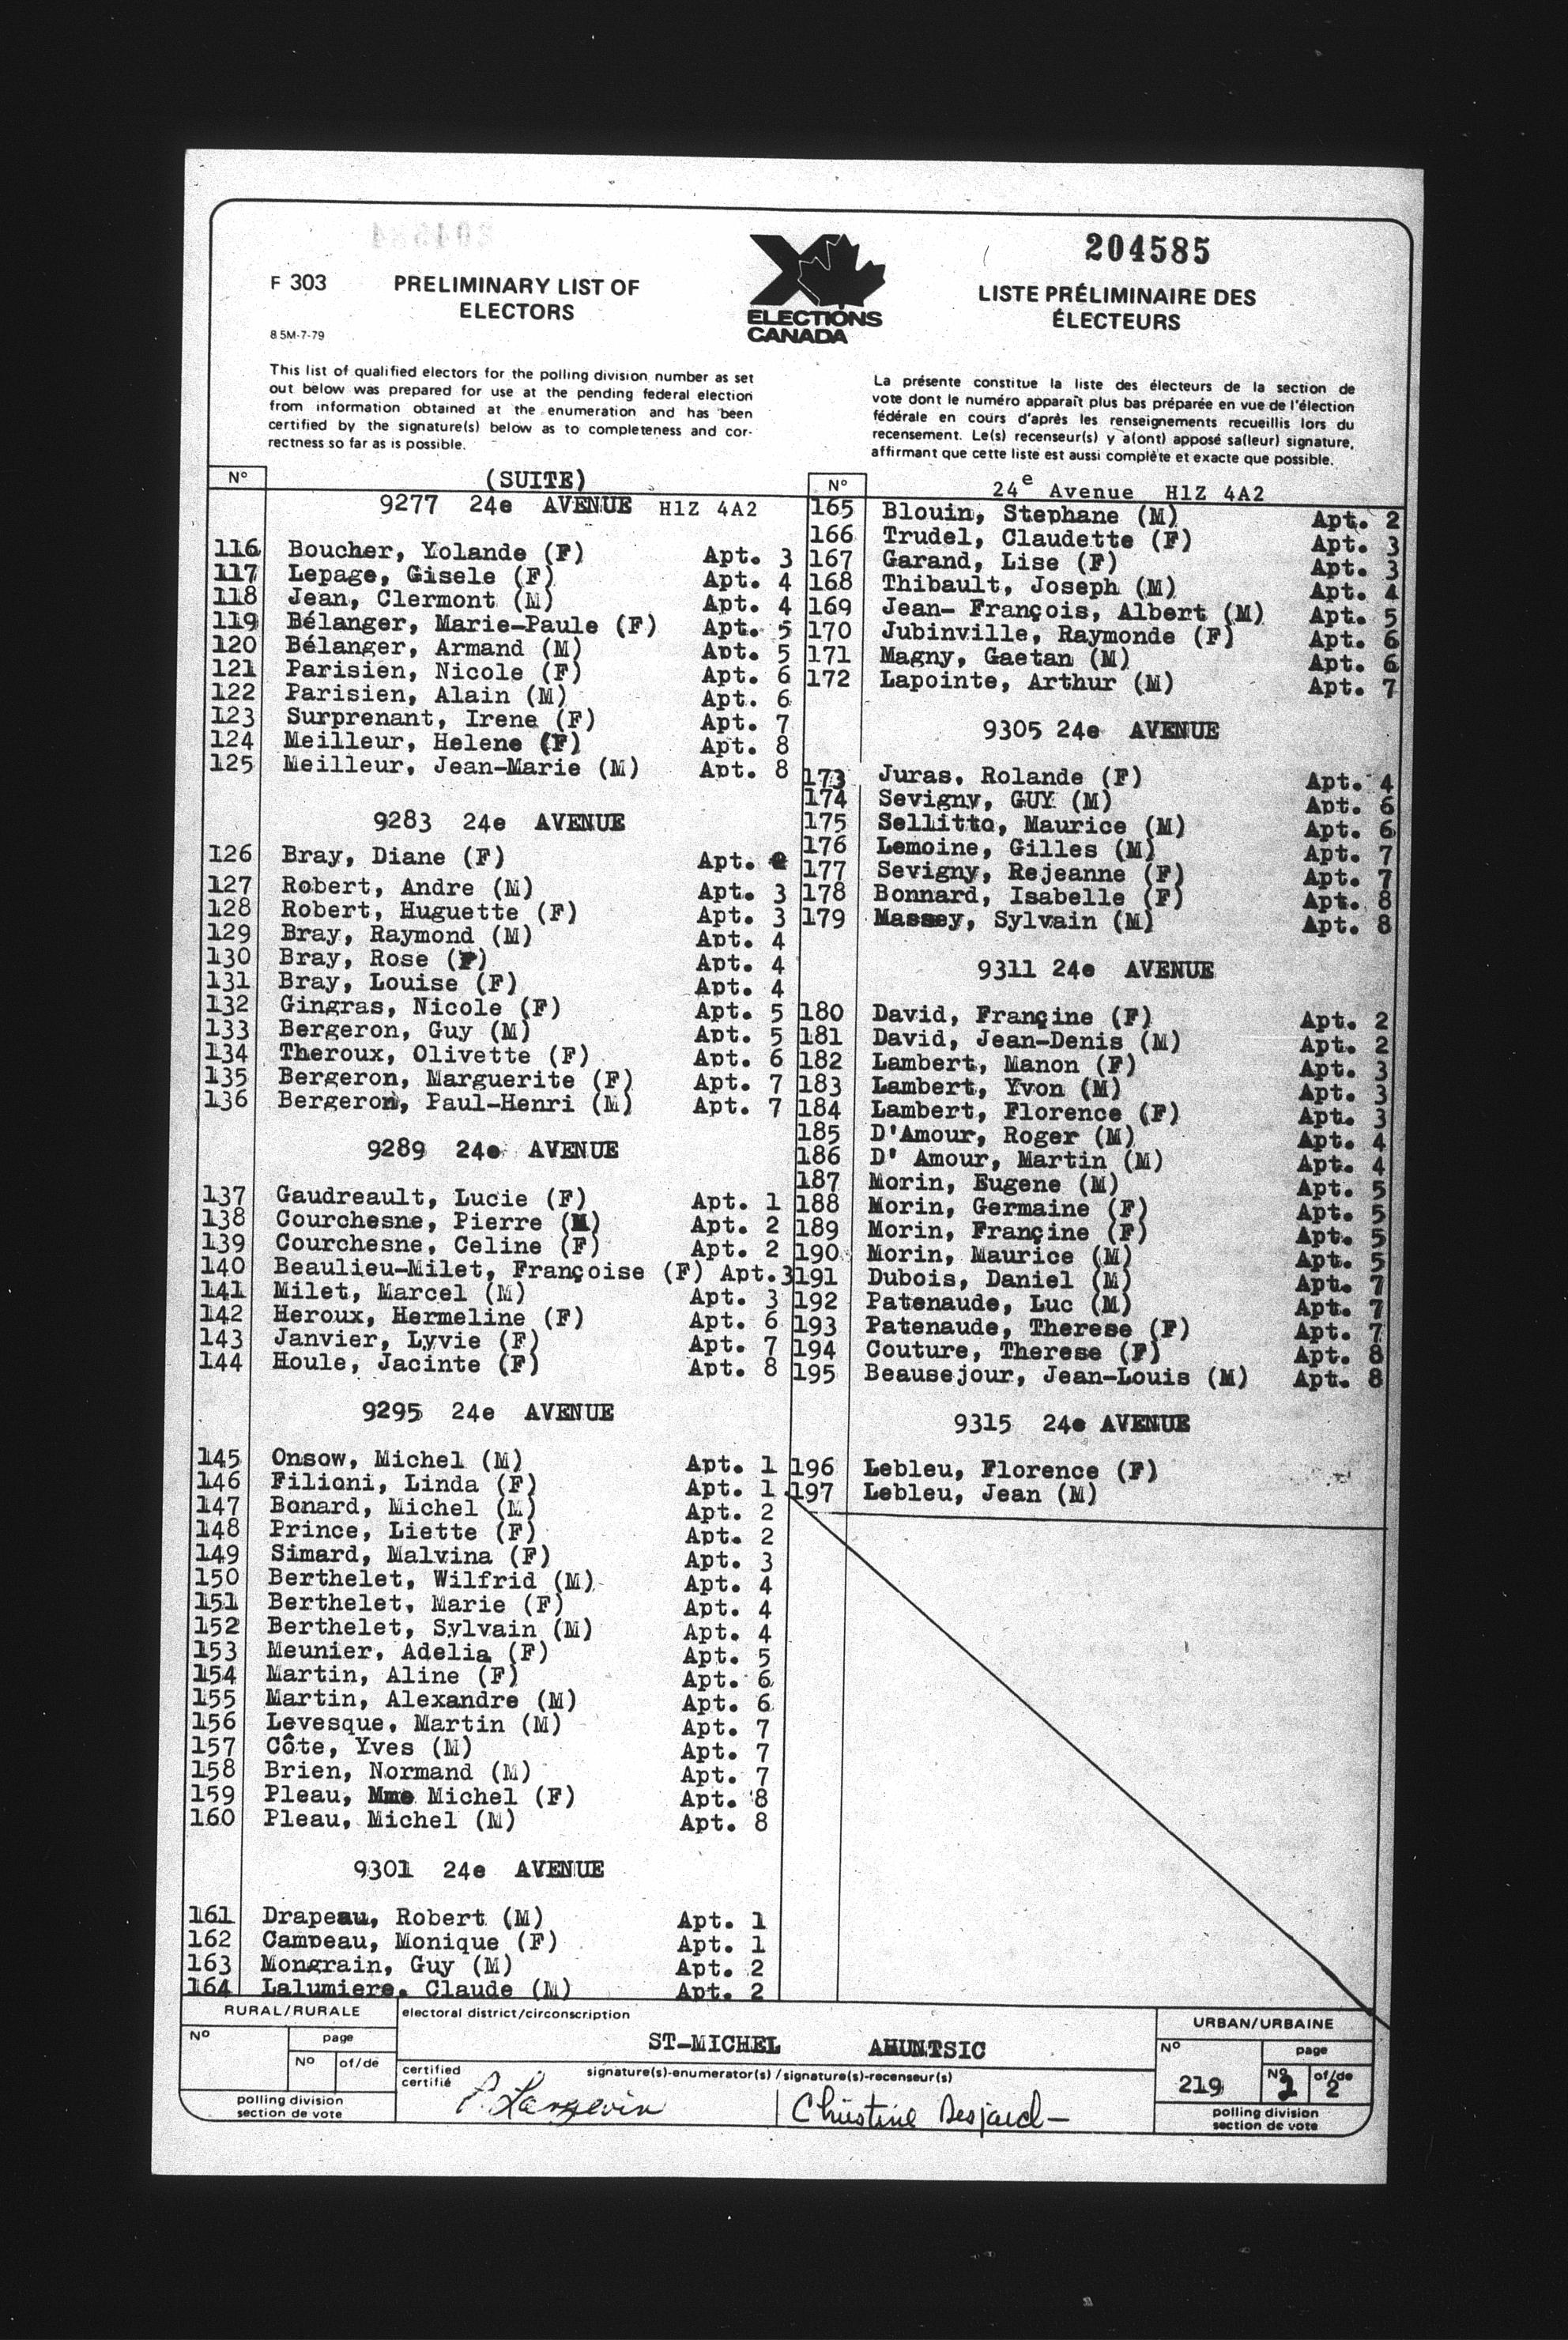 204585
F 303
PRELIMINARY LIST OF
ELECTORS
8 5M-7-79
ELECTIONS
CANADA
LISTE PRÉLIMINAIRE DES
ÉLECTEURS
This list of qualified electors for the polling division number as set
out below was prepared for use at the pending federal election
from information obtained at the enumeration and has been
certified by the signature(s) below as to completeness and cor-
rectness so far as is possible.
La présente constitue la liste des électeurs de la section de
vote dont le numéro apparaît plus bas préparée en vue de l'élection
fédérale en cours d'après les renseignements recueillis lors du
recensement. Le(s) recenseur(s) y a(ont) apposé sa(leur) signature,
affirmant que cette liste est aussi complète et exacte que possible.
Nº (SUITE)
9277 24e AVENUE H1Z 4A2
116 Boucher, Yolande (F) Apt. 3
117 Lepage, Gisele (F) Apt. 4
118 Jean, Clermont (M) Apt. 4
119 Bélanger, Marie-Paule (F) Apt. 5
120 Bélanger, Armand (M) Apt. 5
121 Parisien, Nicole (F) Apt. 6
122 Parisien, Alain (M) Apt. 6
123 Surprenant, Irene (F) Apt. 7
124 Meilleur, Helene (F) Apt. 8
125 Meilleur, Jean-Marie (M) Apt. 8
9283 24e AVENUE
126 Bray, Diane (F) Apt.
127 Robert, Andre (M) Apt. 3
128 Robert, Huguette (F) Apt. 3
129 Bray, Raymond (M) Apt. 4
130 Bray, Rose (F) Apt. 4
131 Bray, Louise (F) Apt. 4
132 Gingras, Nicole (F) Apt. 5
133 Bergeron, Guy (M) Apt. 5
134 Theroux, Olivette (F) Apt. 6
135 Bergeron, Marguerite (F) Apt. 7
136 Bergeron, Paul-Henri (M) Apt. 7
9289 24e AVENUE
137 Gaudreault, Lucie (F) Apt. 1
138 Courchesne, Pierre (M) Apt. 2
139 Courchesne, Celine (F) Apt. 2
140 Beaulieu-Milet, Françoise (F) Apt.3
141 Milet, Marcel (M) Apt. 3
142 Heroux, Hermeline (F) Apt. 6
143 Janvier, Lyvie (F) Apt. 7
144 Houle, Jacinte (F) Apt. 8
9295 24e AVENUE
145 Onsow, Michel (M) Apt. 1
146 Filioni, Linda (F) Apt. 1
147 Bonard, Michel (M) Apt. 2
148 Prince, Liette (F) Apt. 2
149 Simard, Malvina (F) Apt. 3
150 Berthelet, Wilfrid (M) Apt. 4
151 Berthelet, Marie (F) Apt. 4
152 Berthelet, Sylvain (M) Apt. 4
153 Meunier, Adelia (F) Apt. 5
154 Martin, Aline (F) Apt. 6
155 Martin, Alexandre (M) Apt. 6
156 Levesque, Martin (M) Apt. 7
157 Côte, Yves (M) Apt. 7
158 Brien, Normand (M) Apt. 7
159 Pleau, Mme Michel (F) Apt. 8
160 Pleau, Michel (M) Apt. 8
9301 24e AVENUE
161 Drapeau, Robert (M) Apt. 1
162 Campeau, Monique (F) Apt. 1
163 Mongrain, Guy (M) Apt. 2
164 Lalumiere, Claude (M) Apt. 2
Nº 24e Avenue H1Z 4A2
165 Blouin, Stephane (M) Apt. 2
166 Trudel, Claudette (F) Apt. 3
167 Garand, Lise (F) Apt. 3
168 Thibault, Joseph (M) Apt. 4
169 Jean- François, Albert (M) Apt. 5
170 Jubinville, Raymonde (F) Apt. 6
171 Magny, Gaetan (M) Apt. 6
172 Lapointe, Arthur (M) Apt. 7
9305 24e AVENUE
173 Juras, Rolande (F) Apt. 4
174 Sevigny, GUY (M) Apt. 6
175 Sellitto, Maurice (M) Apt. 6
176 Lemoine, Gilles (M) Apt. 7
177 Sevigny, Rejeanne (F) Apt. 7
178 Bonnard, Isabelle (F) Apt. 8
179 Massey, Sylvain (M) Apt. 8
9311 24e AVENUE
180 David, Françine (F) Apt. 2
181 David, Jean-Denis (M) Apt. 2
182 Lambert, Manon (F) Apt. 3
183 Lambert, Yvon (M) Apt. 3
184 Lambert, Florence (F) Apt. 3
185 D'Amour, Roger (M) Apt. 4
186 D' Amour, Martin (M) Apt. 4
187 Morin, Eugene (M) Apt. 5
188 Morin, Germaine (F) Apt. 5
189 Morin, Françine (F) Apt. 5
190 Morin, Maurice (M) Apt. 5
191 Dubois, Daniel (M) Apt. 7
192 Patenaude, Luc (M) Apt. 7
193 Patenaude, Therese (F) Apt. 7
194 Couture, Therese (F) Apt. 8
195 Beausejour, Jean-Louis (M) Apt. 8
9315 24e AVENUE
196 Lebleu, Florence (F)
197 Lebleu, Jean (M)
RURAL/RURALE
Nº page
Nº of/de
polling division
section de vote
electoral district/circonscription
ST-MICHEL AHUNTSIC
certified
certifié
signature(s)-enumerator(s)/signature(s)-recenseur(s)
P. Langevin Christine Desjard
URBAN/URBAINE
Nº page
219 Nº of/de
2
polling division
section de vote